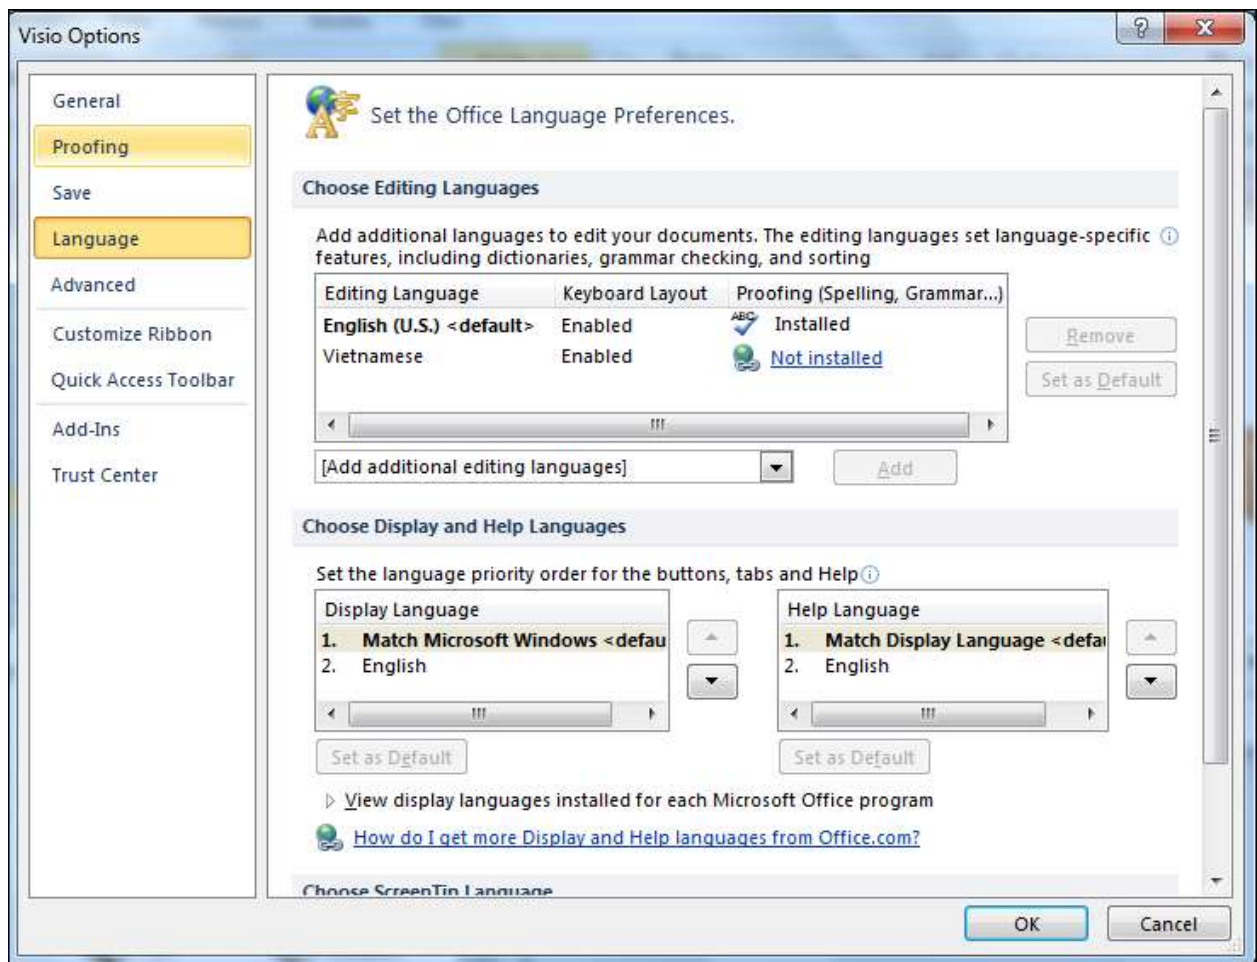 Visio Options
General
Proofing
Save
Language
Advanced
Customize Ribbon
Quick Access Toolbar
Add-Ins
Trust Center
Set the Office Language Preferences.
Choose Editing Languages
Add additional languages to edit your documents. The editing languages set language-specific
features, including dictionaries, grammar checking, and sorting
Editing Language Keyboard Layout Proofing (Spelling, Grammar...)
English (U.S.) <default> Enabled ABC Installed
Vietnamese Enabled Not installed
Remove
Set as Default
[Add additional editing languages] Add
Choose Display and Help Languages
Set the language priority order for the buttons, tabs and Help
Display Language
1. Match Microsoft Windows <defau
2. English
Set as Default
Help Language
1. Match Display Language <defau
2. English
Set as Default
View display languages installed for each Microsoft Office program
How do I get more Display and Help languages from Office.com?
Choose ScreenTip Language
OK Cancel